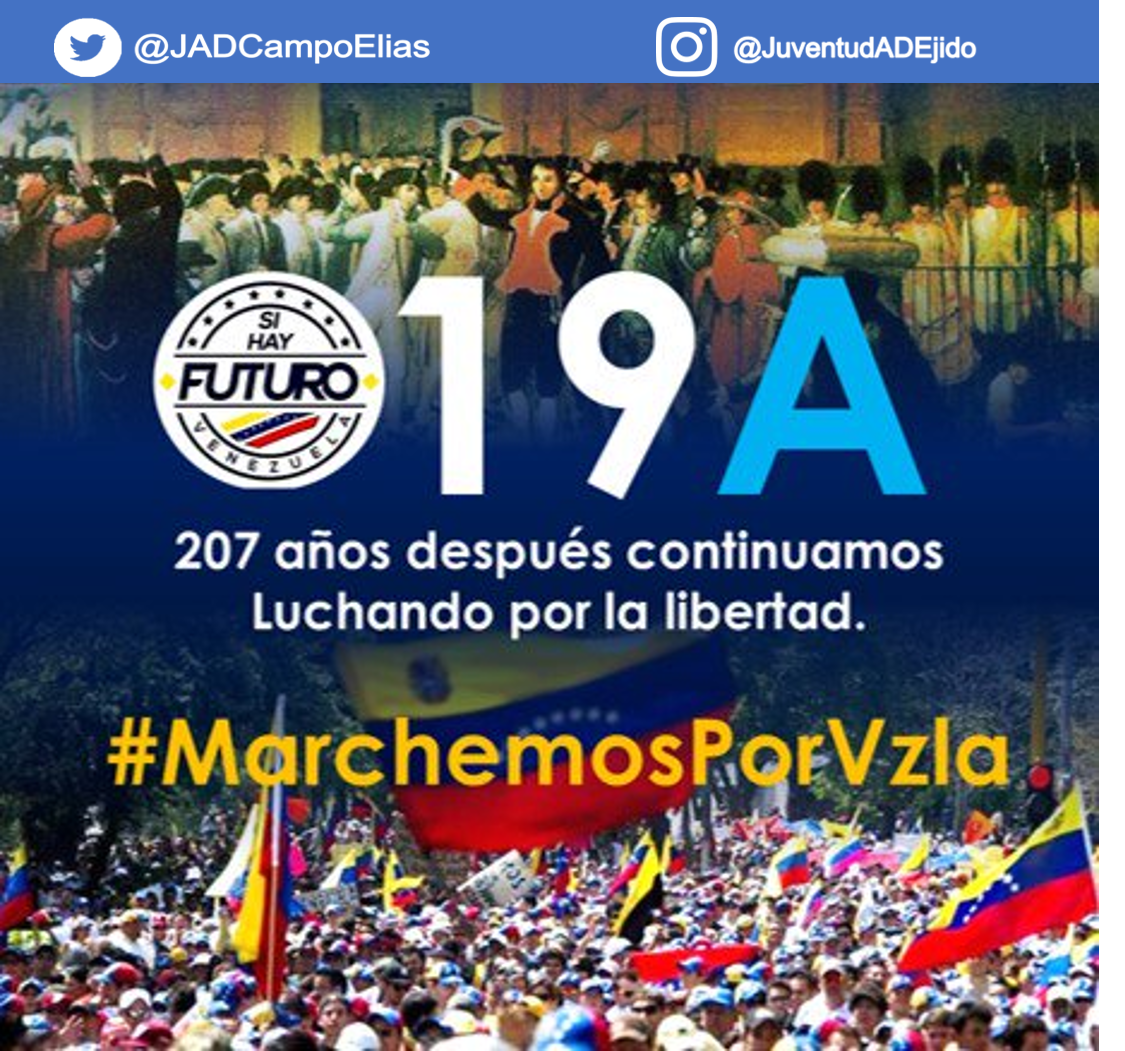 @JADCampoElias
@JuventudADEjido
SI
HAY
FUTURO
VENEZUELA
19A
207 años después continuamos
Luchando por la libertad.
#MarchemosPorVzla